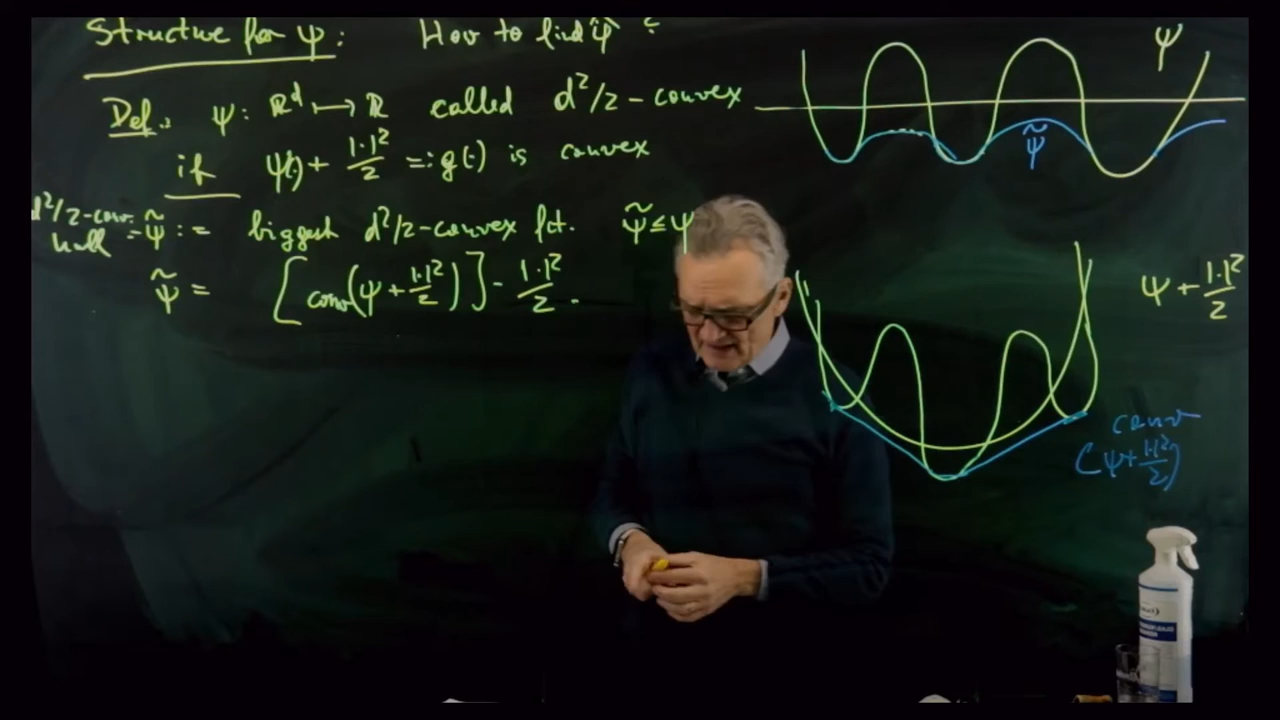 Structure for ψ : How to find ψ̂ ?
Def.: ψ: ℝ^d ↦ ℝ called d²/2 - convex
if ψ(·) + |·|²/2 =: g(·) is convex
d²/2-conv. hull =: ψ̃ := biggest d²/2-convex fct. ψ̃ ≤ ψ
ψ̃ = [conv(ψ + |·|²/2)] - |·|²/2 .
ψ
ψ̃
ψ + |·|²/2
conv
(ψ + |·|²/2)